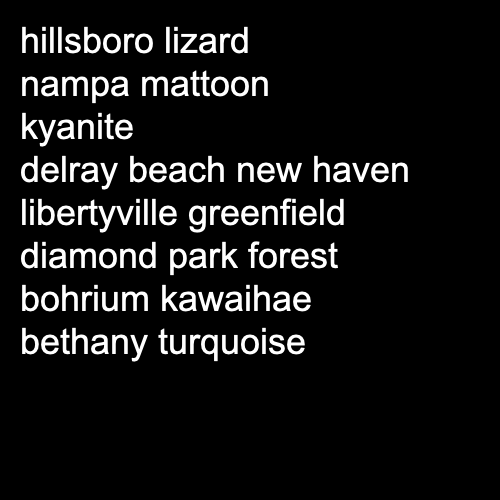 hillsboro lizard
nampa mattoon
kyanite
delray beach new haven
libertyville greenfield
diamond park forest
bohrium kawaihae
bethany turquoise